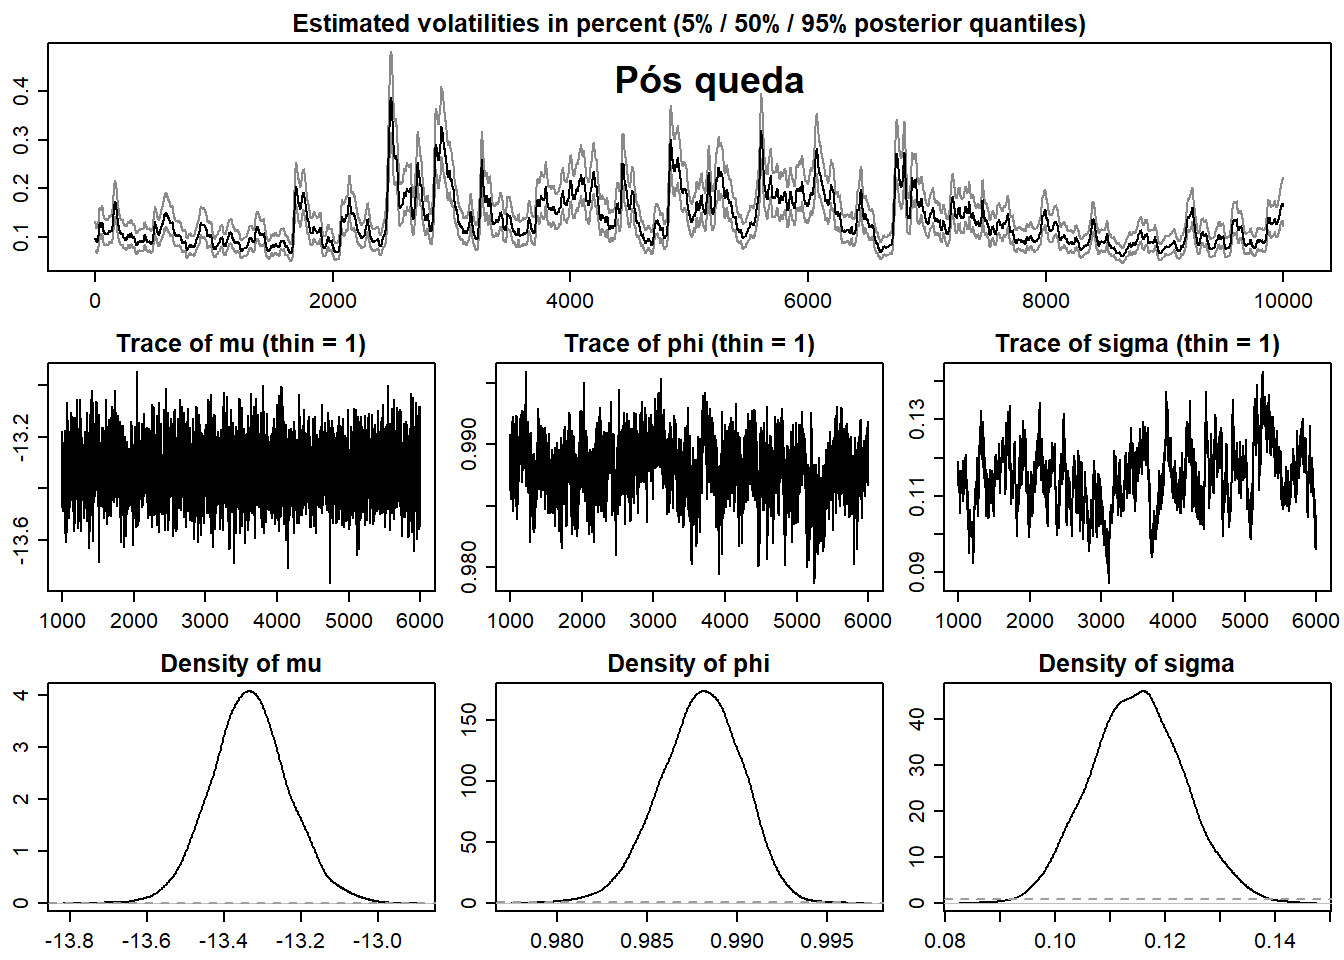 Estimated volatilities in percent (5% / 50% / 95% posterior quantiles)
Pós queda
0.4
0.3
0.2
0.1
0 2000 4000 6000 8000 10000
Trace of mu (thin = 1) Trace of phi (thin = 1) Trace of sigma (thin = 1)
-13.2
-13.6
1000 2000 3000 4000 5000 6000
0.990
0.980
1000 2000 3000 4000 5000 6000
0.13
0.11
0.09
1000 2000 3000 4000 5000 6000
Density of mu Density of phi Density of sigma
4
3
2
1
0
-13.8 -13.6 -13.4 -13.2 -13.0
150
100
50
0
0.980 0.985 0.990 0.995
40
30
20
10
0
0.08 0.10 0.12 0.14